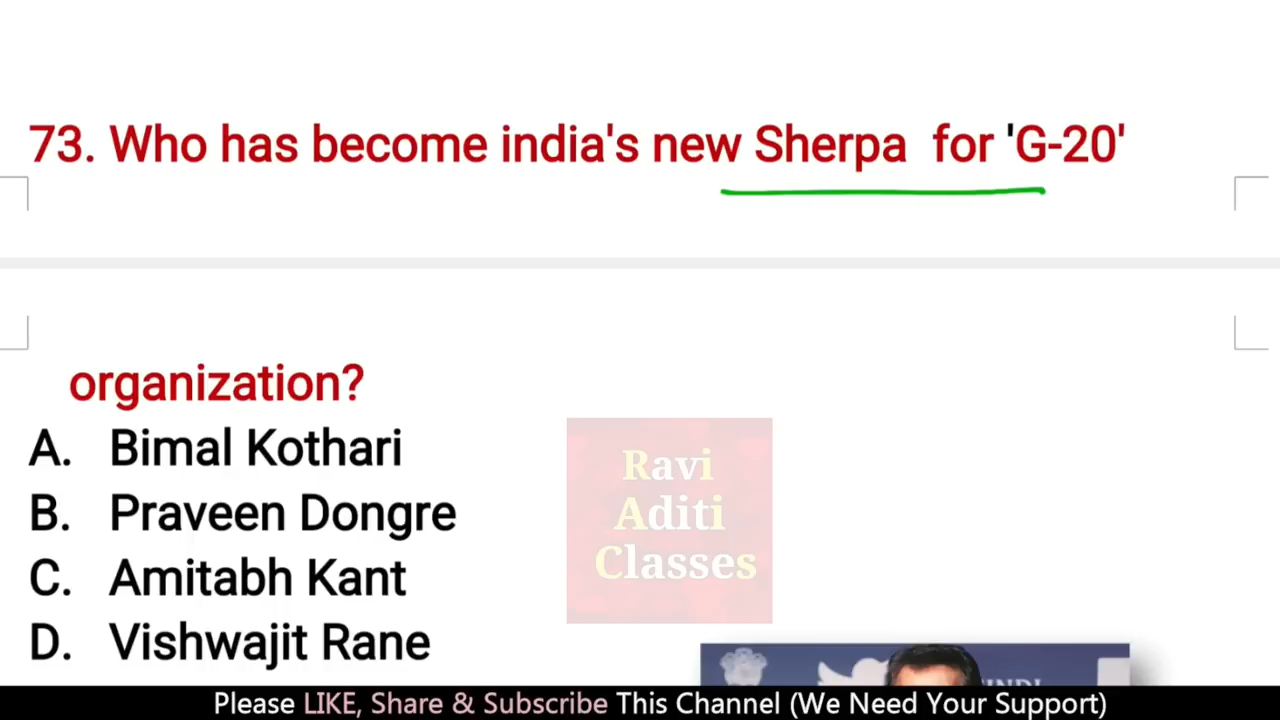 73. Who has become india's new Sherpa for 'G-20'
organization?
A. Bimal Kothari
B. Praveen Dongre
C. Amitabh Kant
D. Vishwajit Rane
Ravi
Aditi
Classes
Please LIKE, Share & Subscribe This Channel (We Need Your Support)